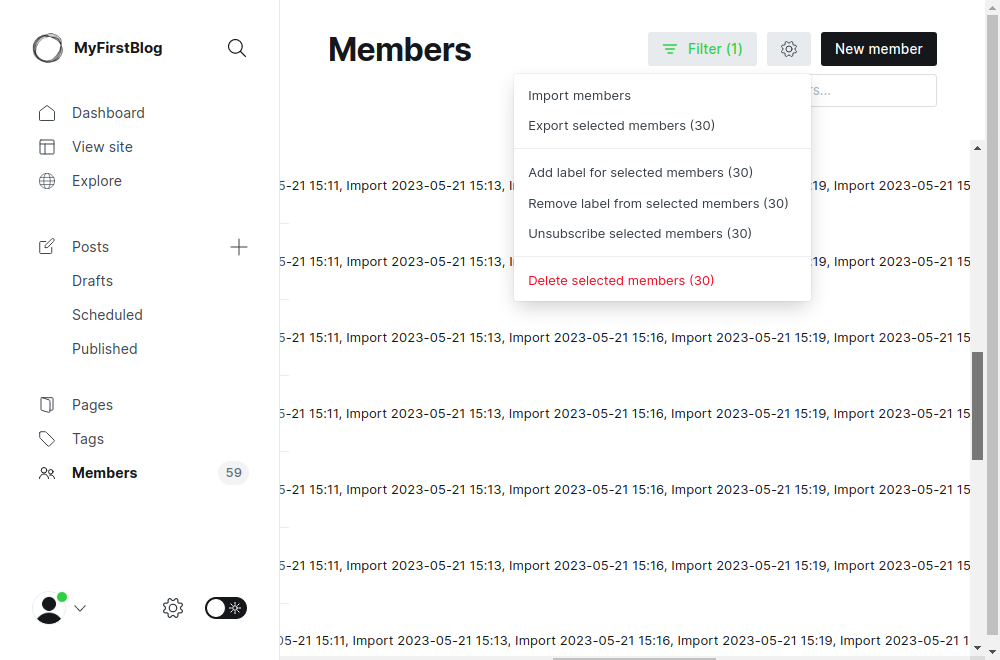 MyFirstBlog
Dashboard
View site
Explore
Posts
Drafts
Scheduled
Published
Pages
Tags
Members
59
Members
Filter (1)
New member
s...
Import members
Export selected members (30)
Add label for selected members (30)
Remove label from selected members (30)
Unsubscribe selected members (30)
Delete selected members (30)
5-21 15:11, Import 2023-05-21 15:13, I :19, Import 2023-05-21 15
5-21 15:11, Import 2023-05-21 15:13, I :19, Import 2023-05-21 15
5-21 15:11, Import 2023-05-21 15:13, Import 2023-05-21 15:16, Import 2023-05-21 15:19, Import 2023-05-21 15
5-21 15:11, Import 2023-05-21 15:13, Import 2023-05-21 15:16, Import 2023-05-21 15:19, Import 2023-05-21 15
5-21 15:11, Import 2023-05-21 15:13, Import 2023-05-21 15:16, Import 2023-05-21 15:19, Import 2023-05-21 15
5-21 15:11, Import 2023-05-21 15:13, Import 2023-05-21 15:16, Import 2023-05-21 15:19, Import 2023-05-21 15
05-21 15:11, Import 2023-05-21 15:13, Import 2023-05-21 15:16, Import 2023-05-21 15:19, Import 2023-05-21 1